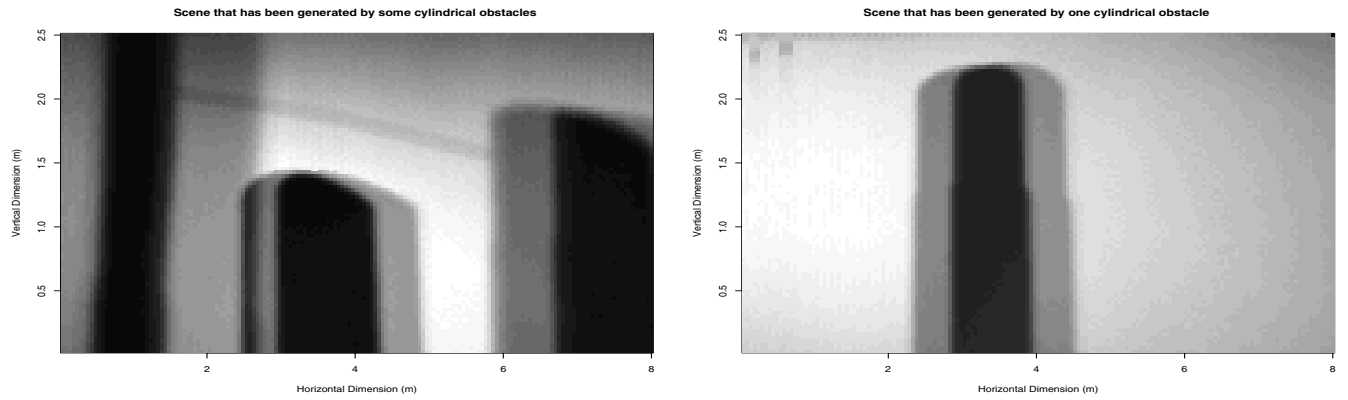 Scene that has been generated by some cylindrical obstacles
Vertical Dimension (m)
2.5
2.0
1.5
1.0
0.5
2 4 6 8
Horizontal Dimension (m)
Scene that has been generated by one cylindrical obstacle
Vertical Dimension (m)
2.5
2.0
1.5
1.0
0.5
2 4 6 8
Horizontal Dimension (m)